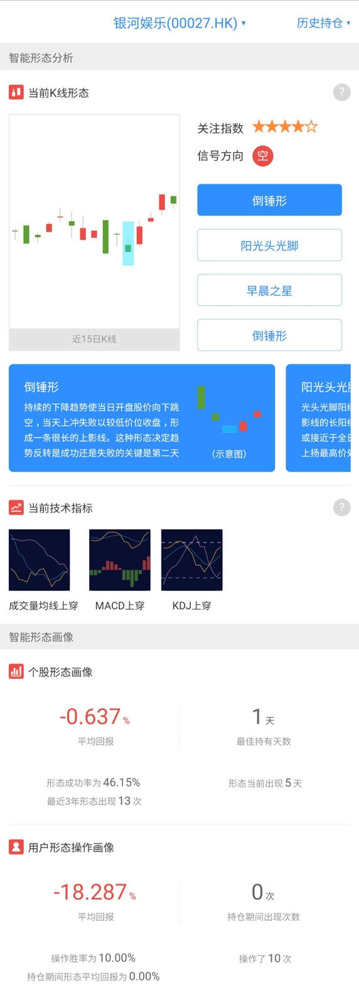 银河娱乐(00027.HK)
历史持仓
智能形态分析
当前K线形态
?
关注指数
信号方向 空
倒锤形
阳光头光脚
早晨之星
倒锤形
近15日K线
倒锤形
持续的下降趋势使当日开盘股价向下跳
空，当天上冲失败以较低价位收盘，形
成一条很长的上影线。这种形态决定趋
势反转是成功还是失败的关键是第二天
(示意图)
阳光头光
光头光脚阳
影线的长阳
或接近于全
上扬最高价
当前技术指标
?
成交量均线上穿
MACD上穿
KDJ上穿
智能形态画像
个股形态画像
-0.637%
平均回报
1天
最佳持有天数
形态成功率为46.15%
最近3年形态出现13次
形态当前出现5天
用户形态操作画像
-18.287%
平均回报
0次
持仓期间出现次数
操作胜率为10.00%
持仓期间形态平均回报为0.00%
操作了10次